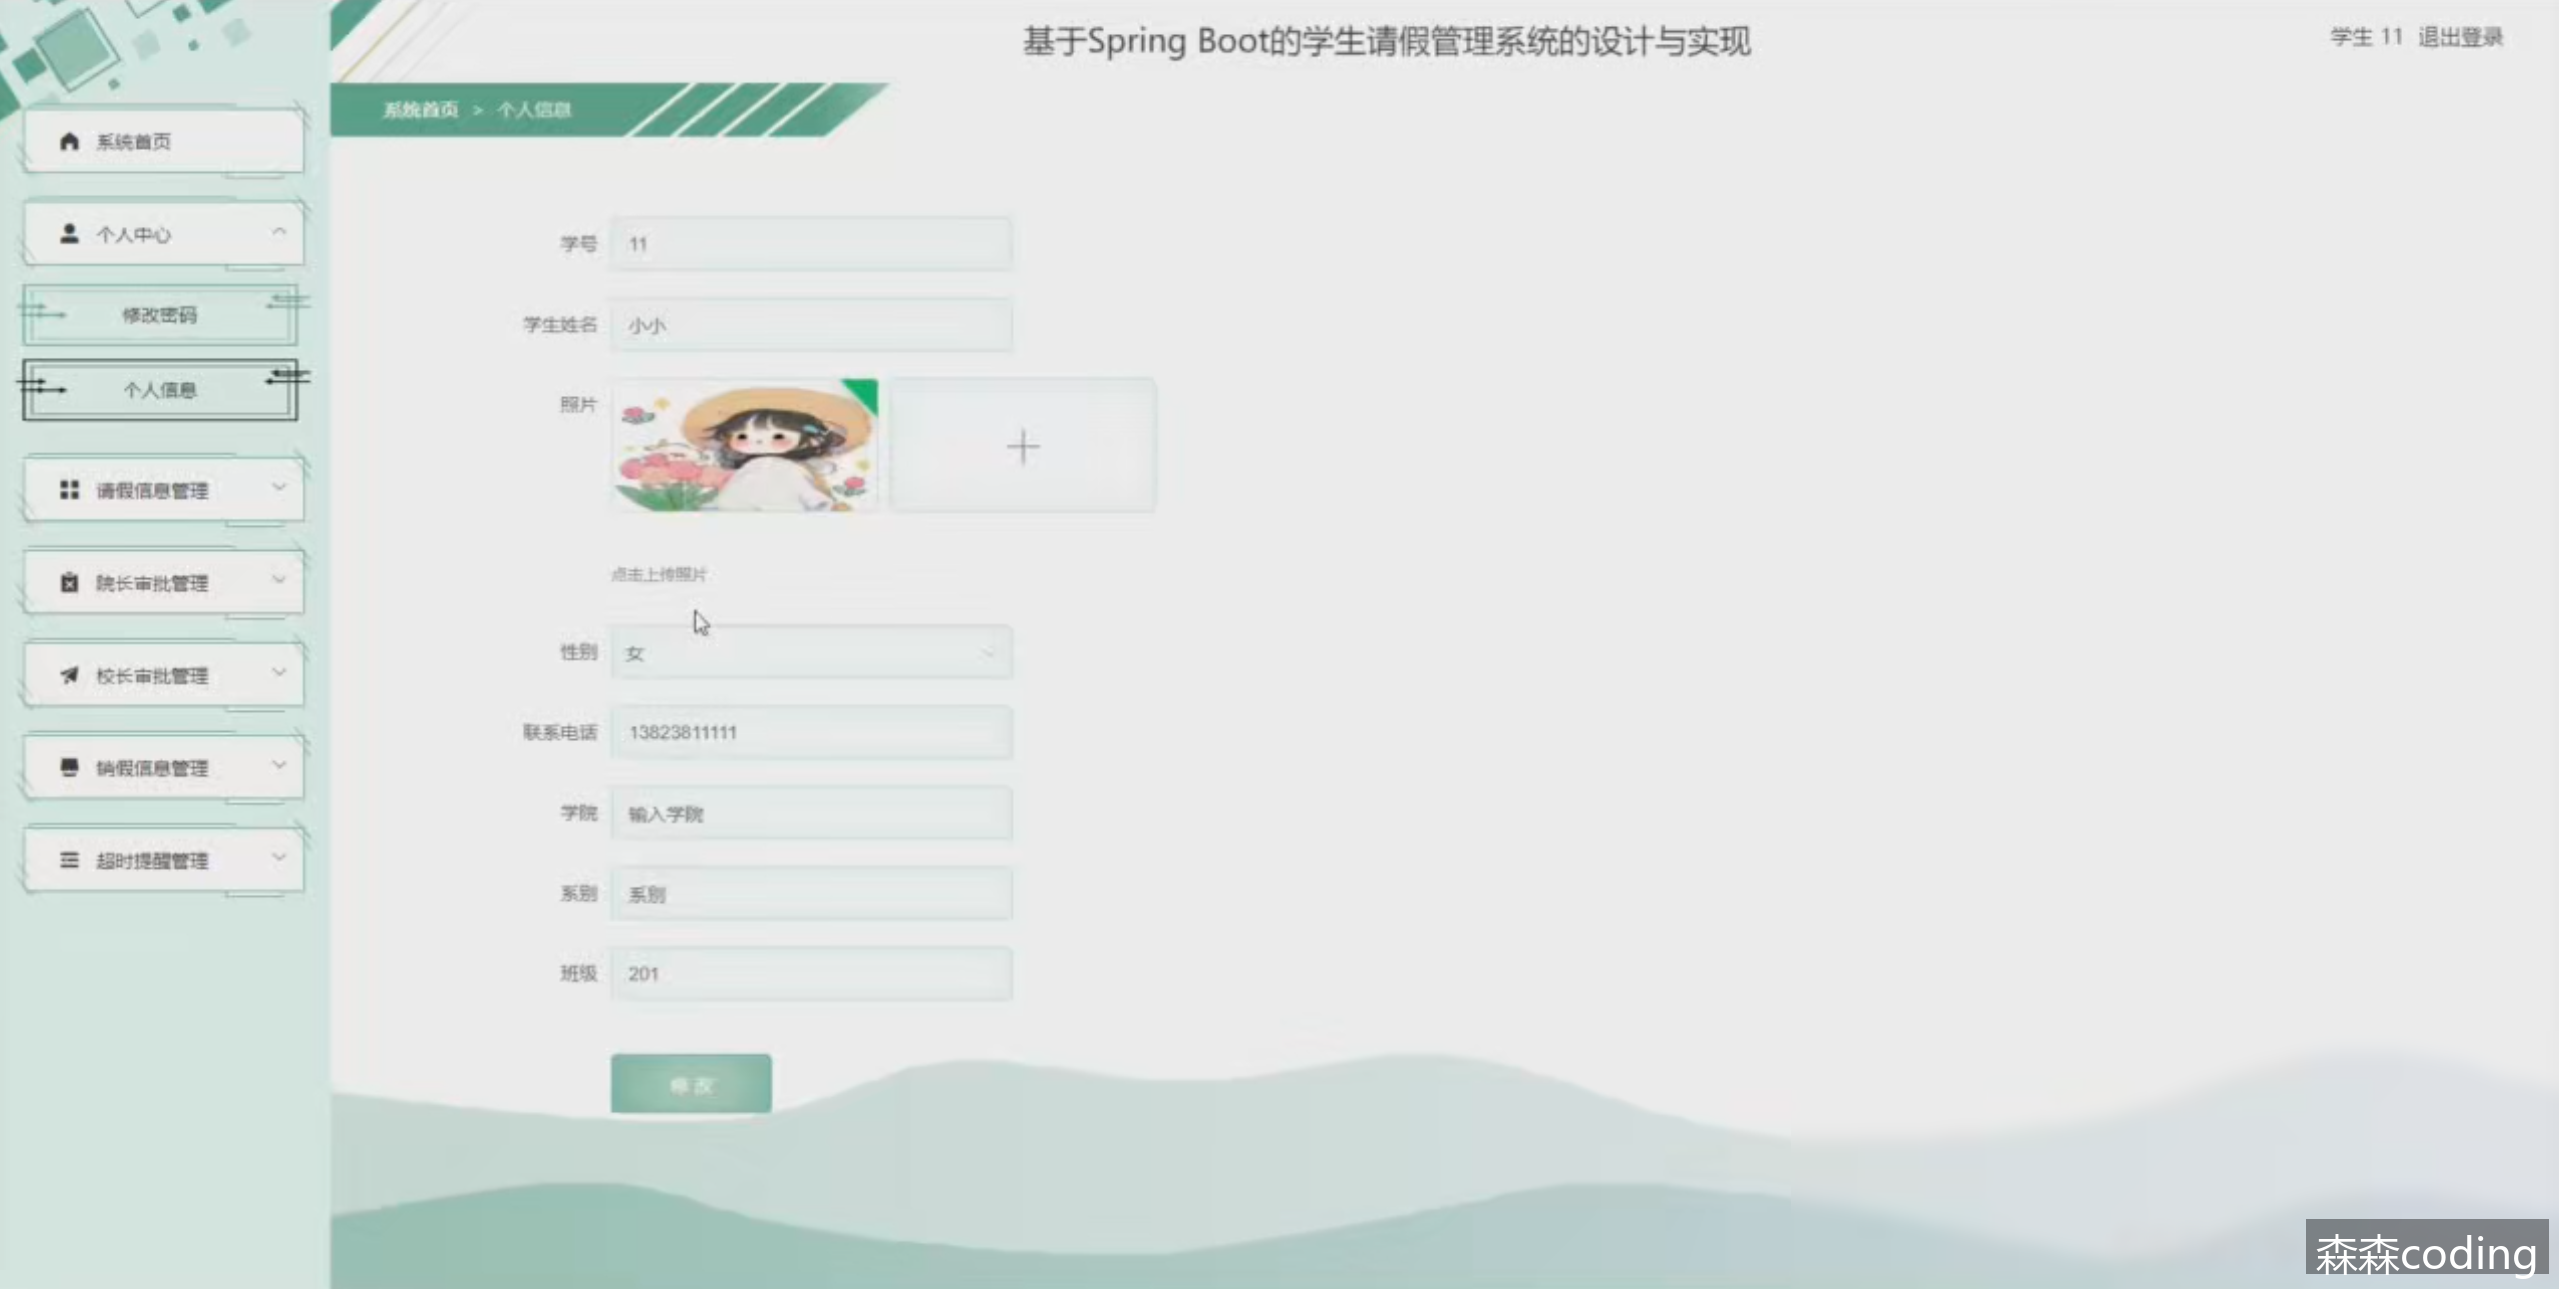 基于Spring Boot的学生请假管理系统的设计与实现
学生 11 退出登录
系统首页 > 个人信息
系统首页
个人中心
修改密码
个人信息
请假信息管理
院长审批管理
校长审批管理
销假信息管理
超时提醒管理
学号 11
学生姓名 小小
照片
点击上传照片
性别 女
联系电话 13823811111
学院 输入学院
系别 系别
班级 201
修改
森森coding